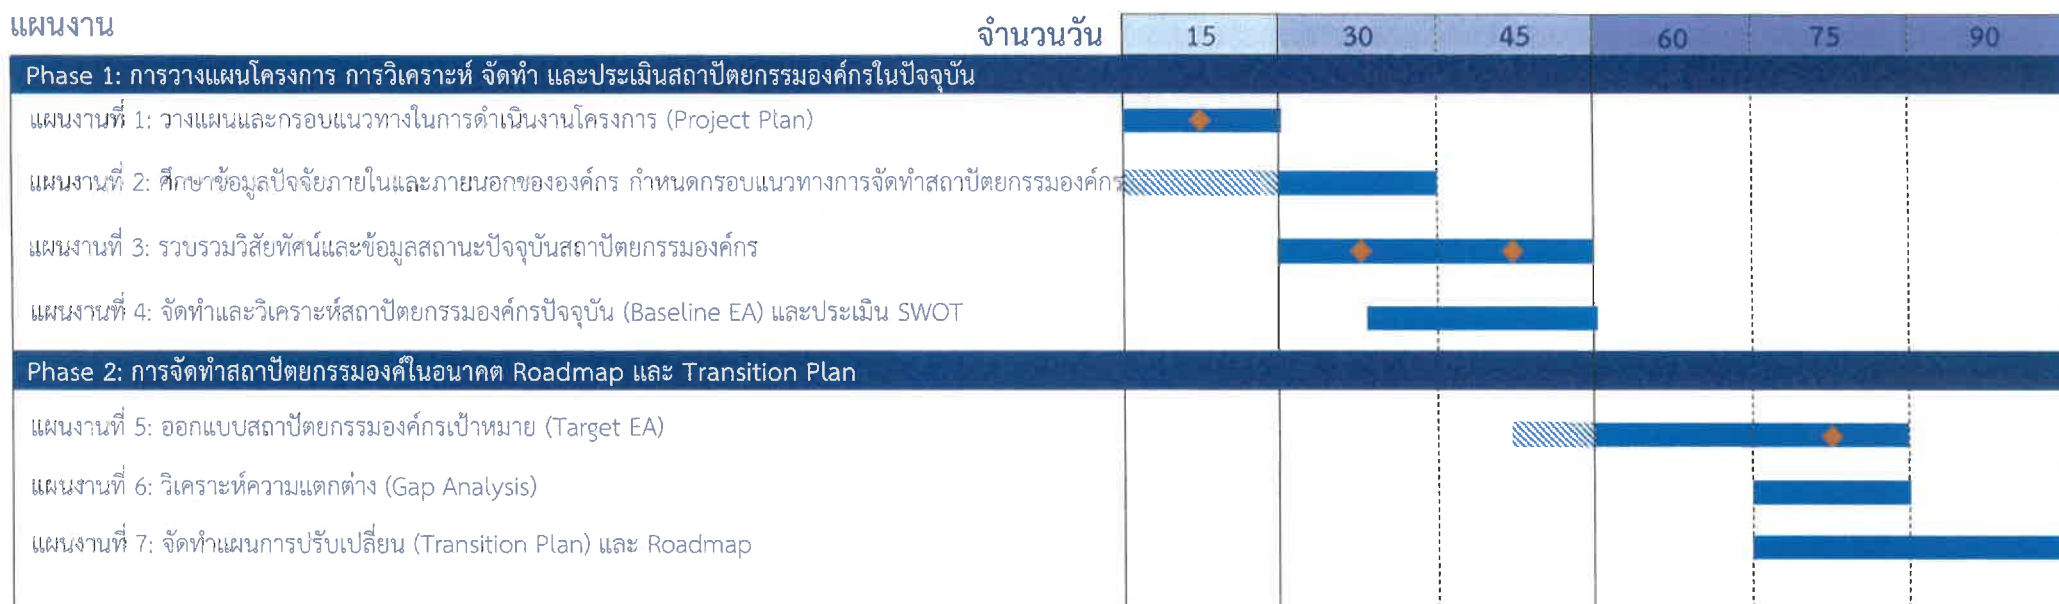 แผนงาน
จำนวนวัน 15 30 45 60 75 90
Phase 1: การวางแผนโครงการ การวิเคราะห์ จัดทำ และประเมินสถาปัตยกรรมองค์กรในปัจจุบัน
แผนงานที่ 1: วางแผนและกรอบแนวทางในการดำเนินงานโครงการ (Project Plan)
แผนงานที่ 2: ศึกษาข้อมูลปัจจัยภายในและภายนอกขององค์กร กำหนดกรอบแนวทางการจัดทำสถาปัตยกรรมองค์กร
แผนงานที่ 3: รวบรวมวิสัยทัศน์และข้อมูลสถานะปัจจุบันสถาปัตยกรรมองค์กร
แผนงานที่ 4: จัดทำและวิเคราะห์สถาปัตยกรรมองค์กรปัจจุบัน (Baseline EA) และประเมิน SWOT
Phase 2: การจัดทำสถาปัตยกรรมองค์ในอนาคต Roadmap และ Transition Plan
แผนงานที่ 5: ออกแบบสถาปัตยกรรมองค์กรเป้าหมาย (Target EA)
แผนงานที่ 6: วิเคราะห์ความแตกต่าง (Gap Analysis)
แผนงานที่ 7: จัดทำแผนการปรับเปลี่ยน (Transition Plan) และ Roadmap